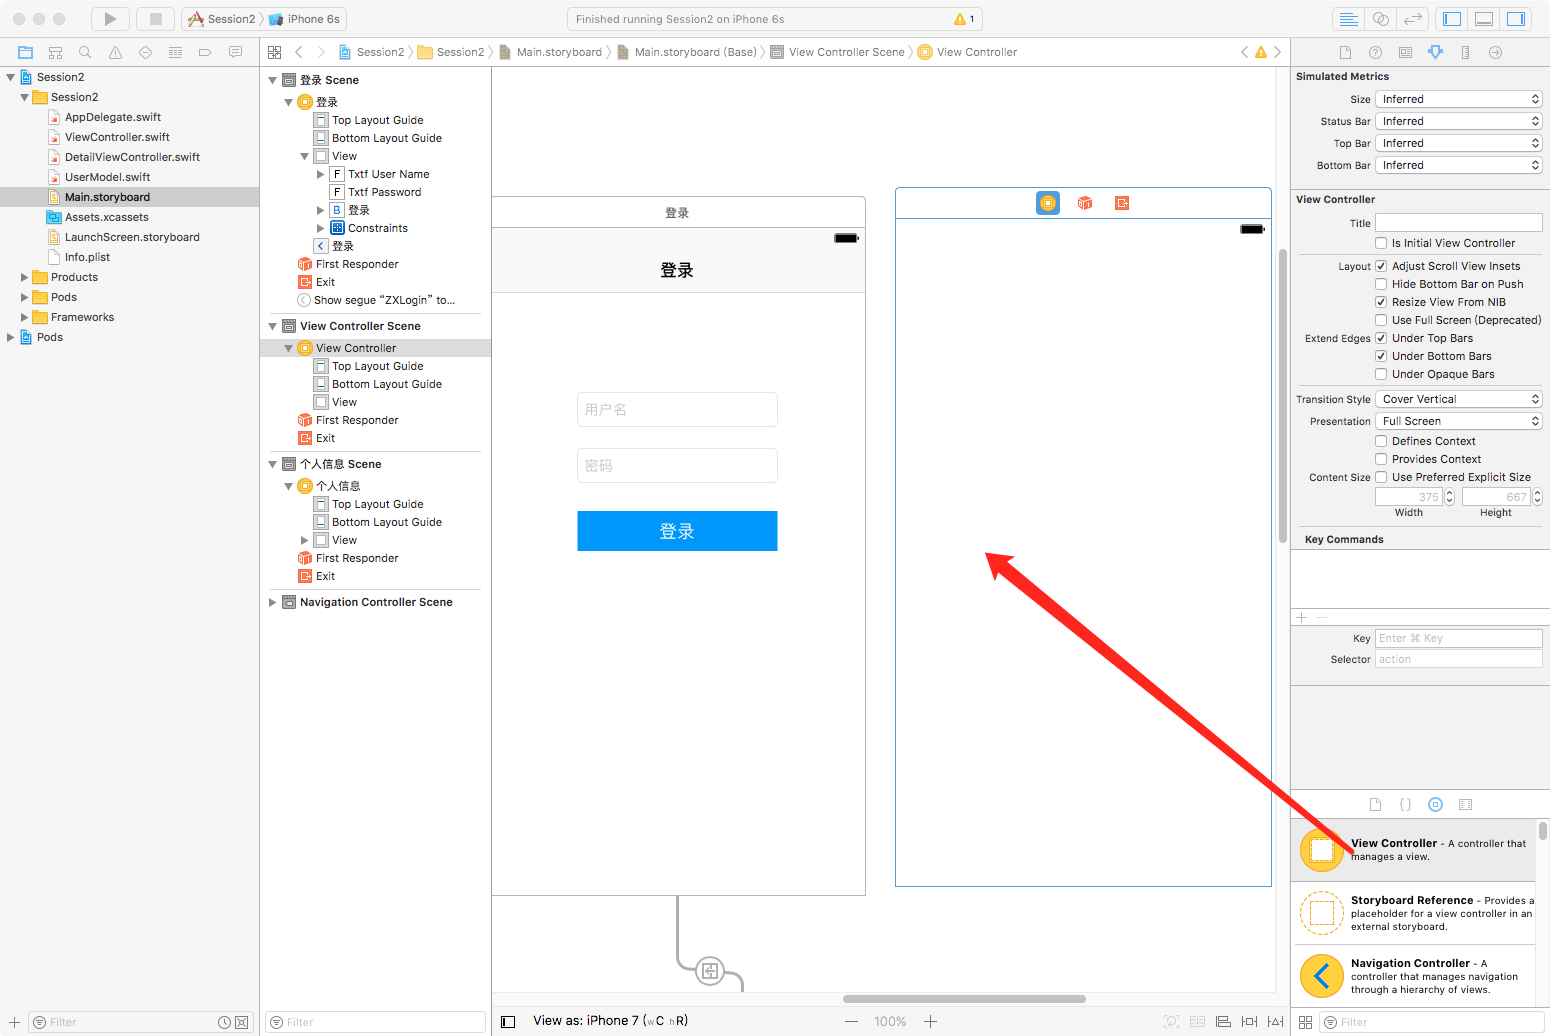 Session2 iPhone 6s
Finished running Session2 on iPhone 6s
1
Session2 Session2 Main.storyboard Main.storyboard (Base) View Controller Scene View Controller
Session2
Session2
AppDelegate.swift
ViewController.swift
DetailViewController.swift
UserModel.swift
Main.storyboard
Assets.xcassets
LaunchScreen.storyboard
Info.plist
Products
Pods
Frameworks
Pods
Filter
登录 Scene
登录
Top Layout Guide
Bottom Layout Guide
View
F Txtf User Name
F Txtf Password
B 登录
Constraints
登录
First Responder
Exit
Show segue “ZXLogin” to...
View Controller Scene
View Controller
Top Layout Guide
Bottom Layout Guide
View
First Responder
Exit
个人信息 Scene
个人信息
Top Layout Guide
Bottom Layout Guide
View
First Responder
Exit
Navigation Controller Scene
Filter
登录
登录
用户名
密码
登录
View as: iPhone 7 (wC hR)
100%
Simulated Metrics
Size Inferred
Status Bar Inferred
Top Bar Inferred
Bottom Bar Inferred
View Controller
Title
Is Initial View Controller
Layout Adjust Scroll View Insets
Hide Bottom Bar on Push
Resize View From NIB
Use Full Screen (Deprecated)
Extend Edges Under Top Bars
Under Bottom Bars
Under Opaque Bars
Transition Style Cover Vertical
Presentation Full Screen
Defines Context
Provides Context
Content Size Use Preferred Explicit Size
375 667
Width Height
Key Commands
Key Enter ⌘ Key
Selector action
View Controller - A controller that
manages a view.
Storyboard Reference - Provides a
placeholder for a view controller in an
external storyboard.
Navigation Controller - A
controller that manages navigation
through a hierarchy of views.
Filter